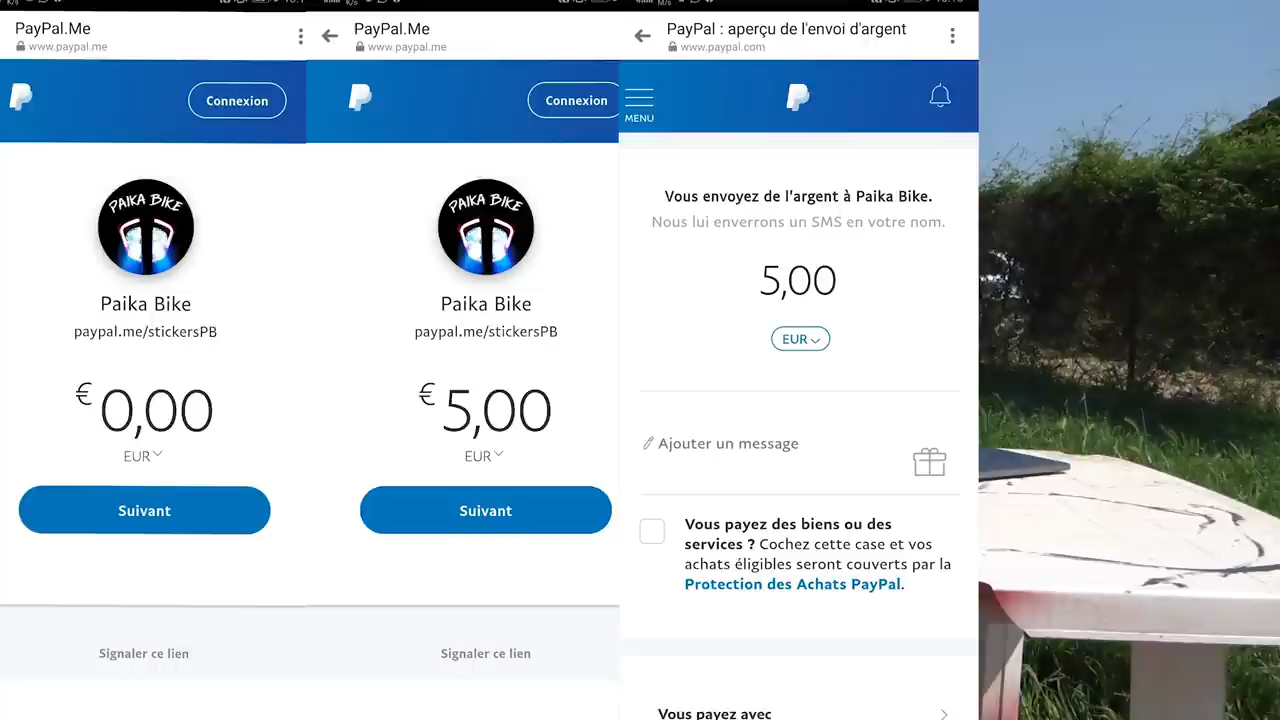 PayPal.Me
www.paypal.me
Connexion
PAIKA BIKE
Paika Bike
paypal.me/stickersPB
€ 0,00
EUR
Suivant
Signaler ce lien
PayPal.Me
www.paypal.me
Connexion
PAIKA BIKE
Paika Bike
paypal.me/stickersPB
€ 5,00
EUR
Suivant
Signaler ce lien
PayPal : aperçu de l'envoi d'argent
www.paypal.com
MENU
Vous envoyez de l'argent à Paika Bike.
Nous lui enverrons un SMS en votre nom.
5,00
EUR
Ajouter un message
Vous payez des biens ou des
services ? Cochez cette case et vos
achats éligibles seront couverts par la
Protection des Achats PayPal.
Vous payez avec